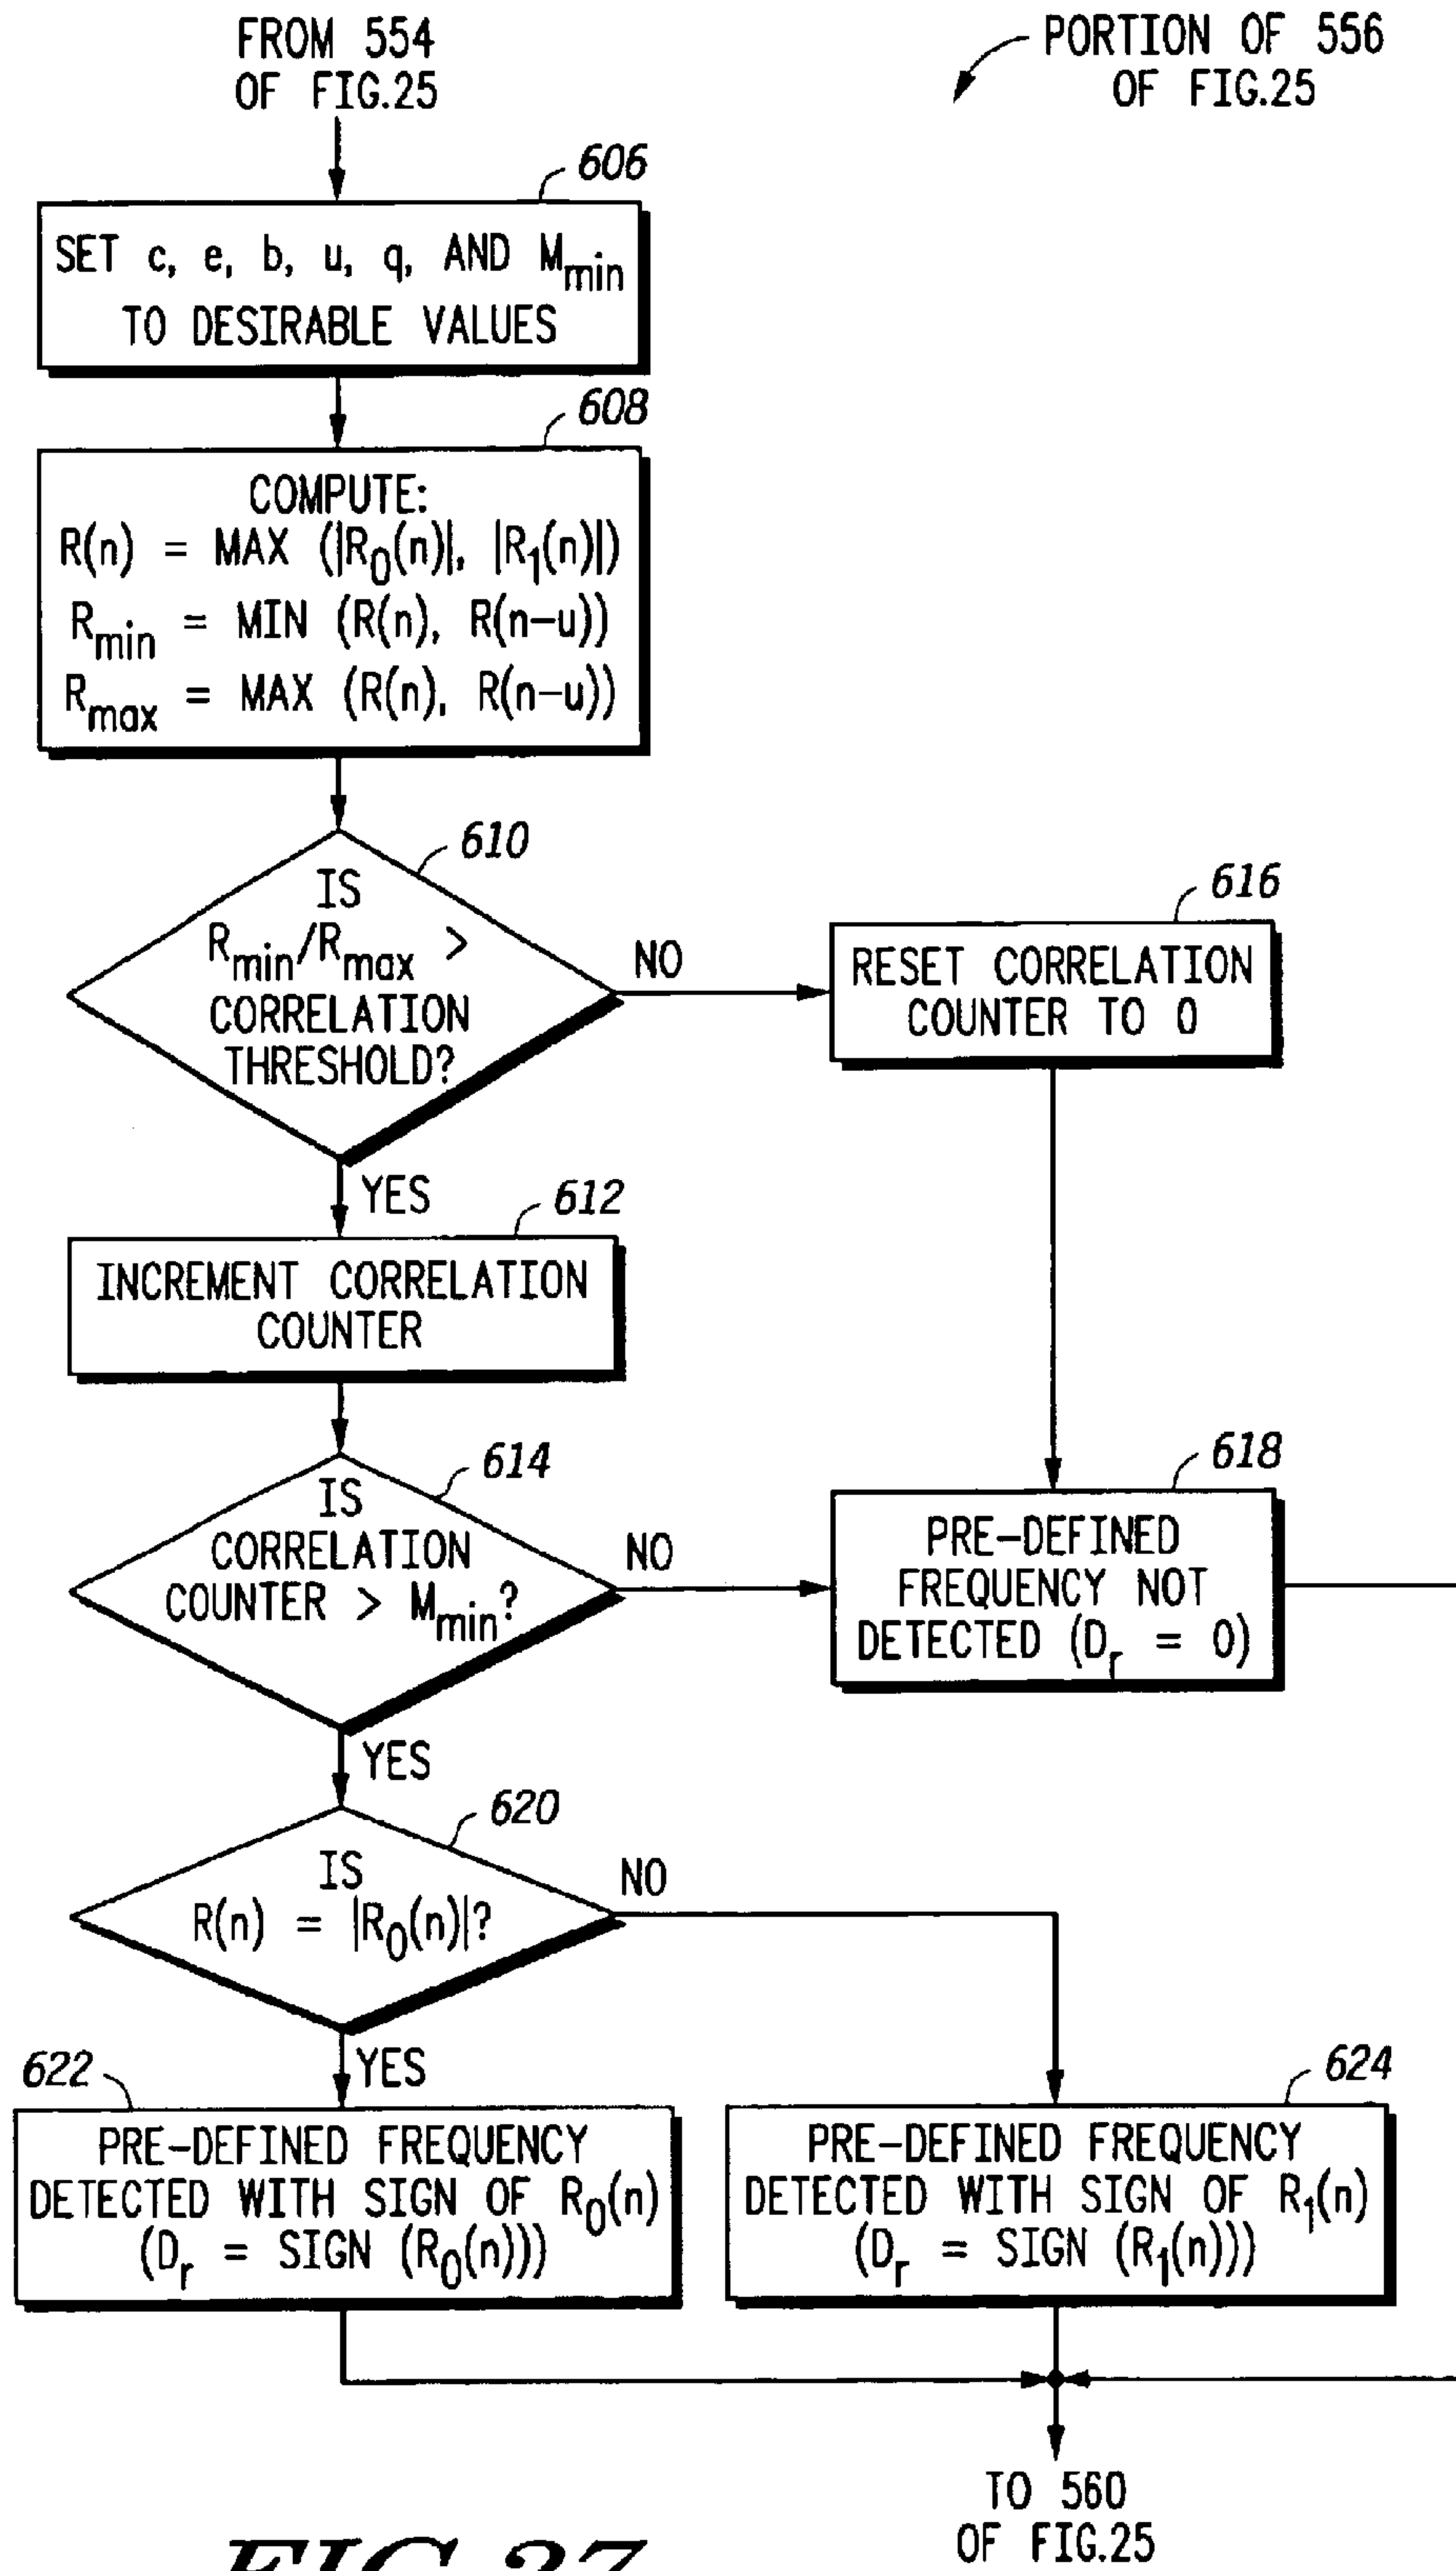 FROM 554
OF FIG.25
PORTION OF 556
OF FIG.25
606
SET c, e, b, u, q, AND Mmin
TO DESIRABLE VALUES
608
COMPUTE:
R(n) = MAX (|R0(n)|, |R1(n)|)
Rmin = MIN (R(n), R(n-u))
Rmax = MAX (R(n), R(n-u))
610
IS
Rmin/Rmax >
CORRELATION
THRESHOLD?
NO
616
RESET CORRELATION
COUNTER TO 0
YES
612
INCREMENT CORRELATION
COUNTER
614
IS
CORRELATION
COUNTER > Mmin?
NO
618
PRE-DEFINED
FREQUENCY NOT
DETECTED (Dr = 0)
YES
620
IS
R(n) = |R0(n)|?
NO
YES
622
PRE-DEFINED FREQUENCY
DETECTED WITH SIGN OF R0(n)
(Dr = SIGN (R0(n)))
624
PRE-DEFINED FREQUENCY
DETECTED WITH SIGN OF R1(n)
(Dr = SIGN (R1(n)))
TO 560
OF FIG.25
FIG.27